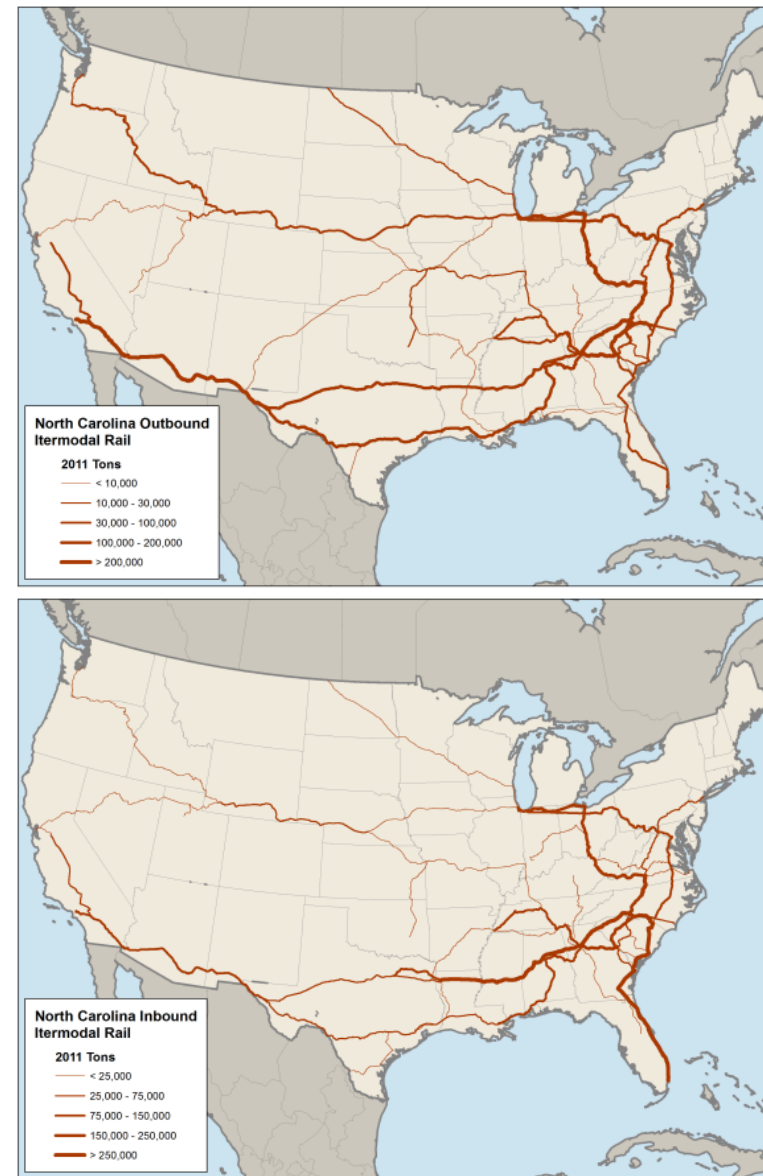 North Carolina Outbound
Itermodal Rail
2011 Tons
< 10,000
10,000 - 30,000
30,000 - 100,000
100,000 - 200,000
> 200,000
North Carolina Inbound
Itermodal Rail
2011 Tons
< 25,000
25,000 - 75,000
75,000 - 150,000
150,000 - 250,000
> 250,000